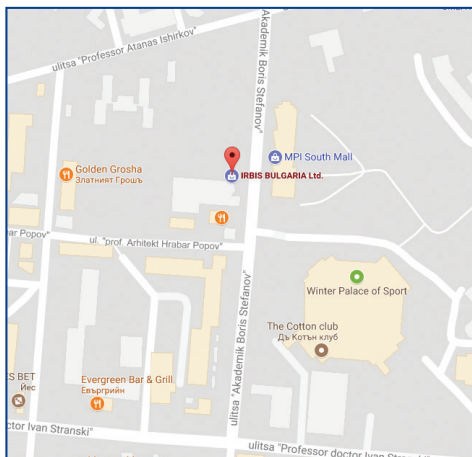 ulitsa "Professor Atanas Ishirkov"
"Akademik Boris Stefanov"
MPI South Mall
Golden Grosha
Златният Грошъ
IRBIS BULGARIA Ltd.
ul. "prof. Arhitekt Hrabar Popov"
Popov"
Winter Palace of Sport
The Cotton club
Дъ Котън клуб
ulitsa "Akademik Boris Stefanov"
BET
Йес
Evergreen Bar & Grill
Евъргрийн
ctor Ivan Stranski"
ulitsa "Professor doctor Ivan Stranski"